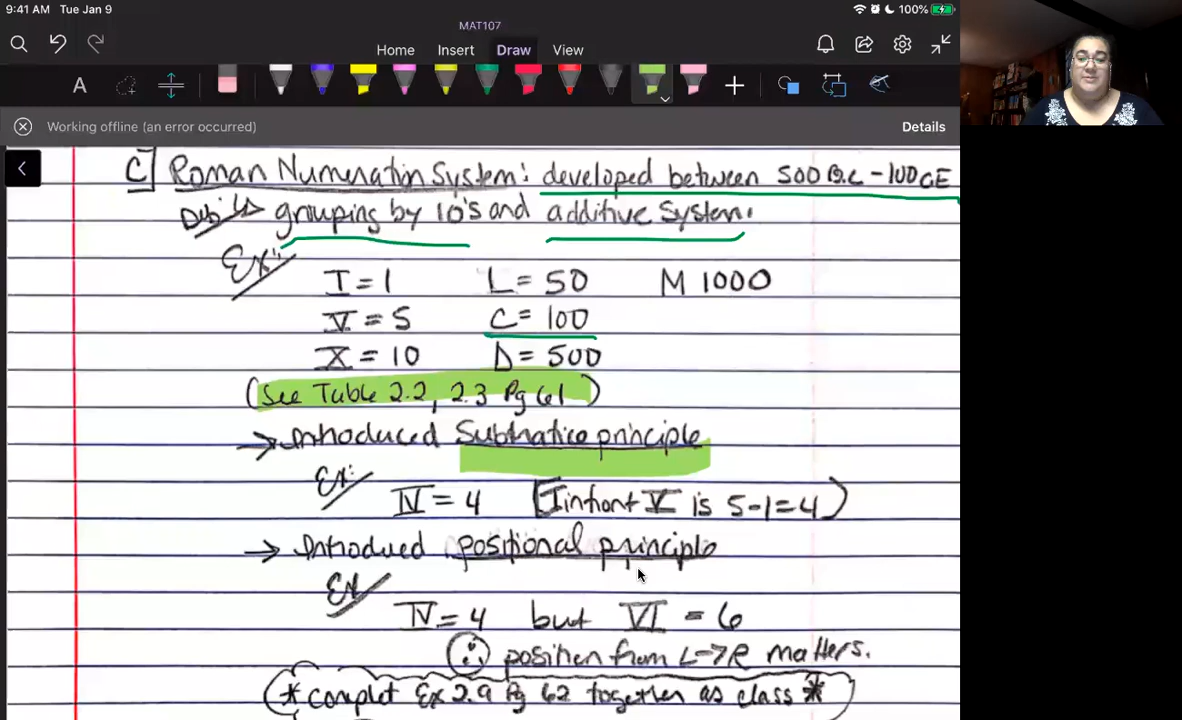 9:41 AM Tue Jan 9
100%
MAT107
Home Insert Draw View
A
Working offline (an error occurred)
Details
C] Roman Numeration System: developed between 500 B.C - 100 CE
grouping by 10's and additive System.
Ex:
I = 1 L = 50 M 1000
V = 5 C = 100
X = 10 D = 500
(See Table 2.2, 2.3 Pg 61)
→ Introduced Subtractice principle
Ex:
IV = 4 [I infront V is 5-1=4)
→ Introdued positional principle
Ex
IV = 4 but VI = 6
position from L→R matters.
*Complet Ex 2.9 Pg 62 together as class*